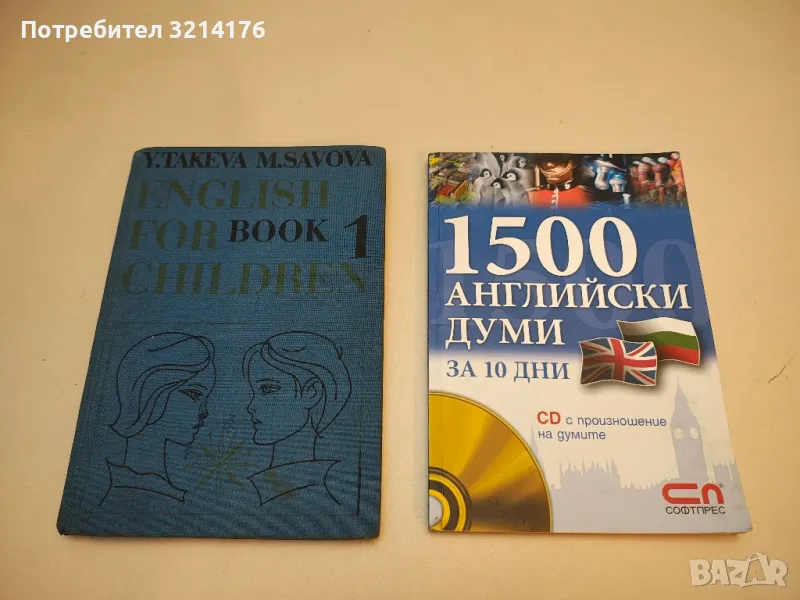 Потребител 3214176
Y.TAKEVA M.SAVOVA
ENGLISH
FOR BOOK 1
CHILDREN
1500
АНГЛИЙСКИ
ДУМИ
ЗА 10 ДНИ
CD с произношение
на думите
СОФТПРЕС
BAZAR